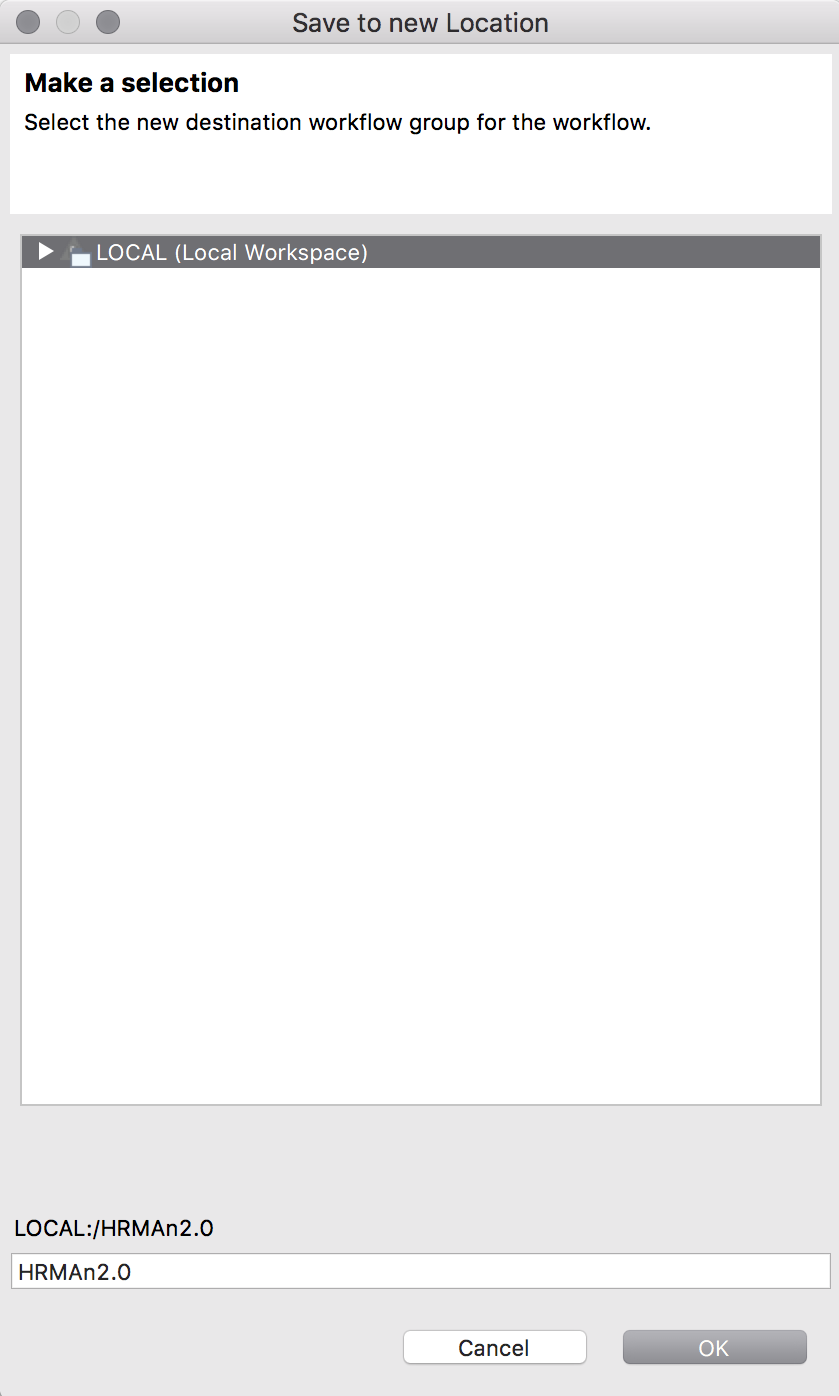 Save to new Location
Make a selection
Select the new destination workflow group for the workflow.
LOCAL (Local Workspace)
LOCAL:/HRMAn2.0
HRMAn2.0
Cancel
OK